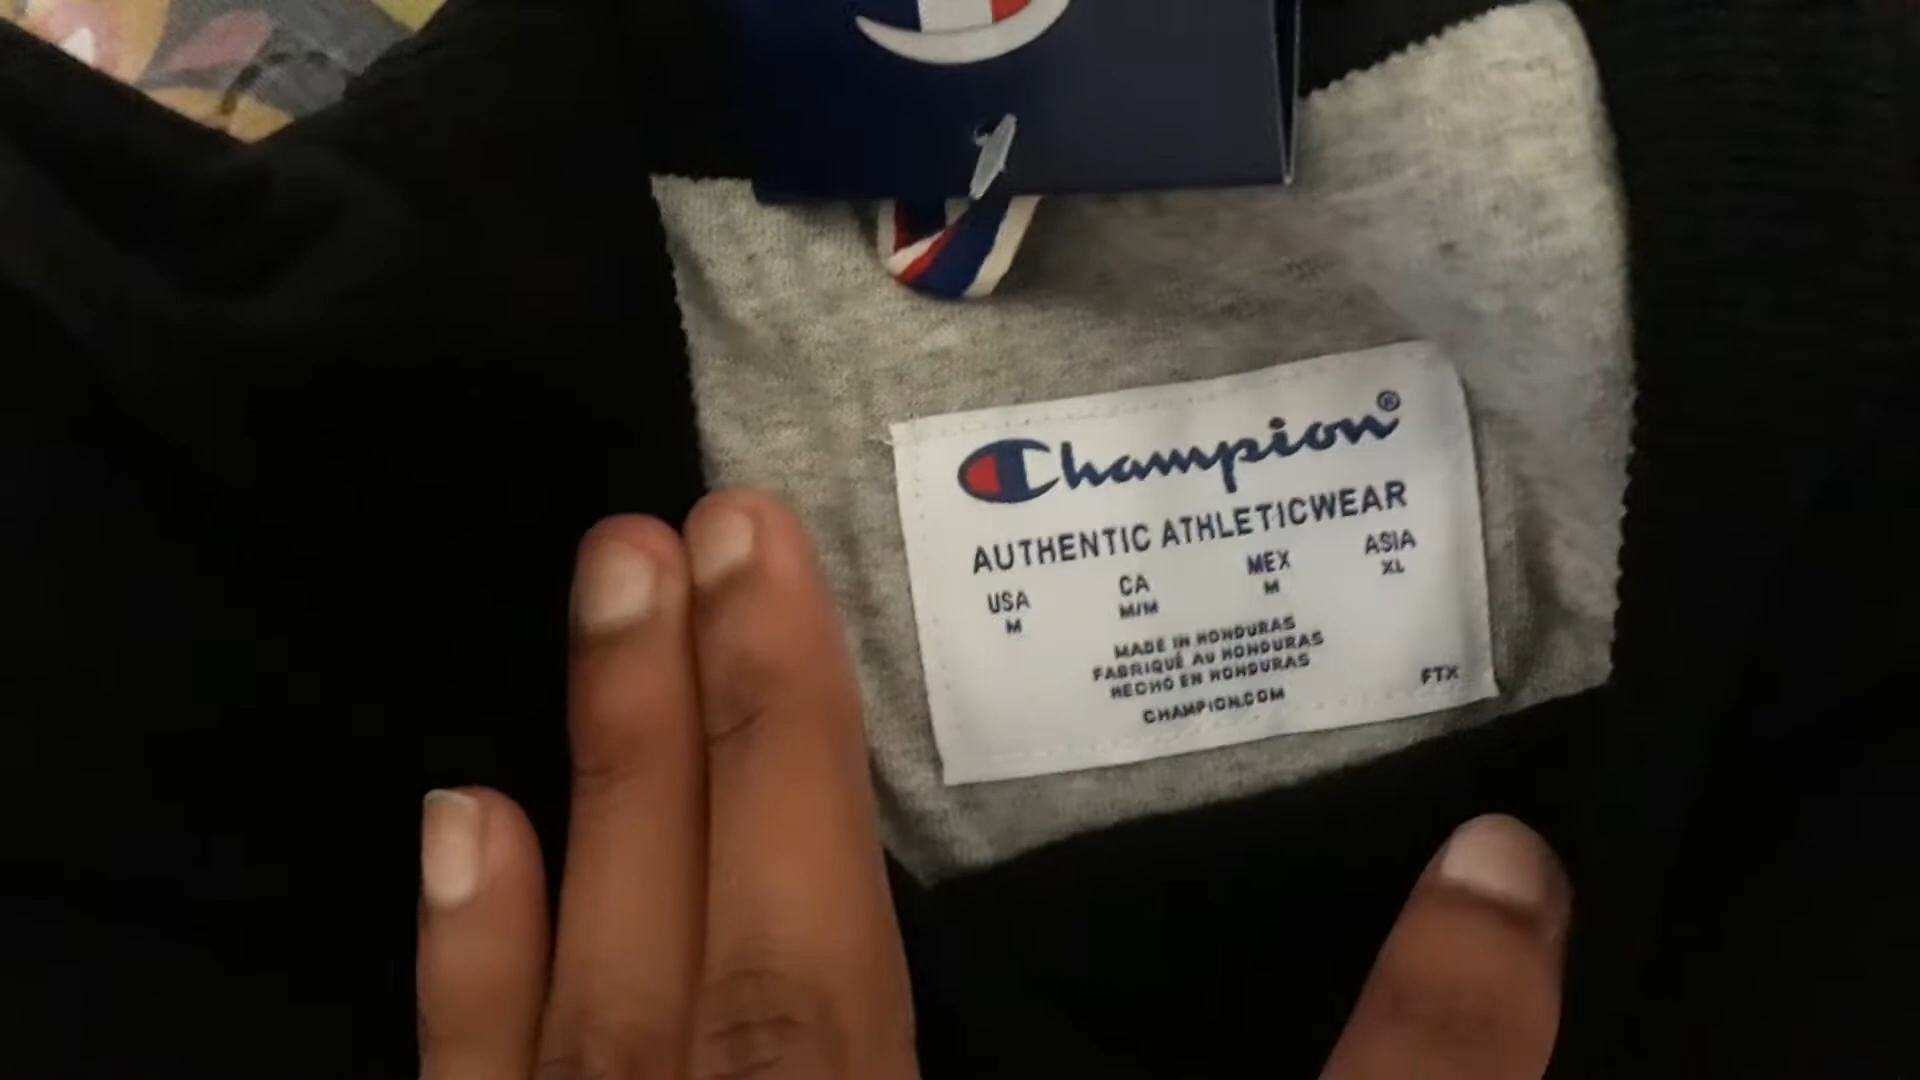 Champion®
AUTHENTIC ATHLETICWEAR
USA CA MEX ASIA
M M/M M XL
MADE IN HONDURAS
FABRIQUÉ AU HONDURAS
HECHO EN HONDURAS
FTX
CHAMPION.COM